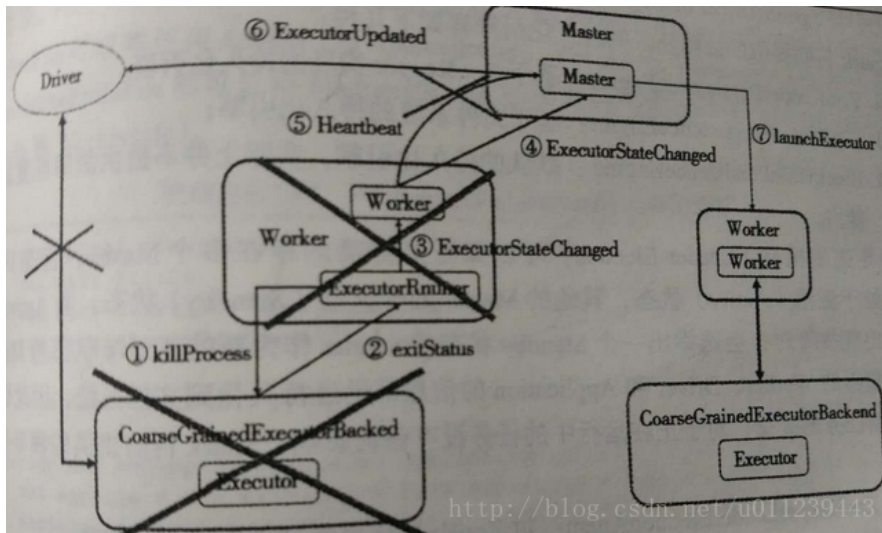 ⑥ ExecutorUpdated
Master
Driver
Master
⑤ Heartbeat
⑦ launchExecutor
④ ExecutorStateChanged
Worker
Worker
③ ExecutorStateChanged
ExecutorRnnner
Worker
Worker
① killProcess
② exitStatus
CoarseGrainedExecutorBacked
Executor
CoarseGrainedExecutorBackend
Executor
http://blog.csdn.net/u011239443